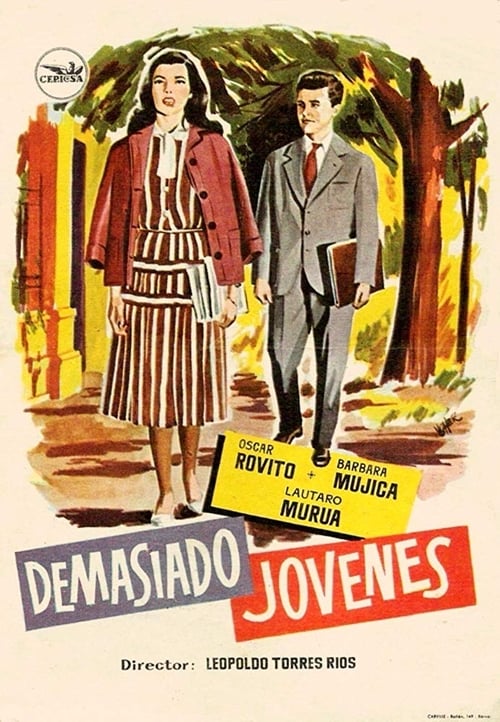 CEPICSA
OSCAR
ROVITO + BARBARA
MUJICA
LAUTARO
MURUA
DEMASIADO
JOVENES
Director: LEOPOLDO TORRES RIOS